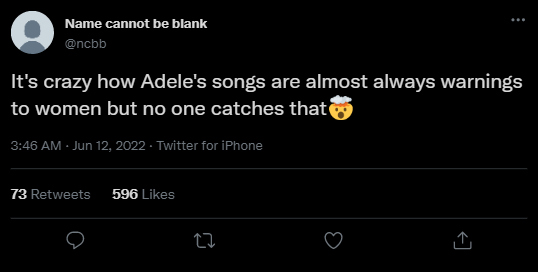 Name cannot be blank
@ncbb
It's crazy how Adele's songs are almost always warnings
to women but no one catches that🤯
3:46 AM · Jun 12, 2022 · Twitter for iPhone
73 Retweets 596 Likes